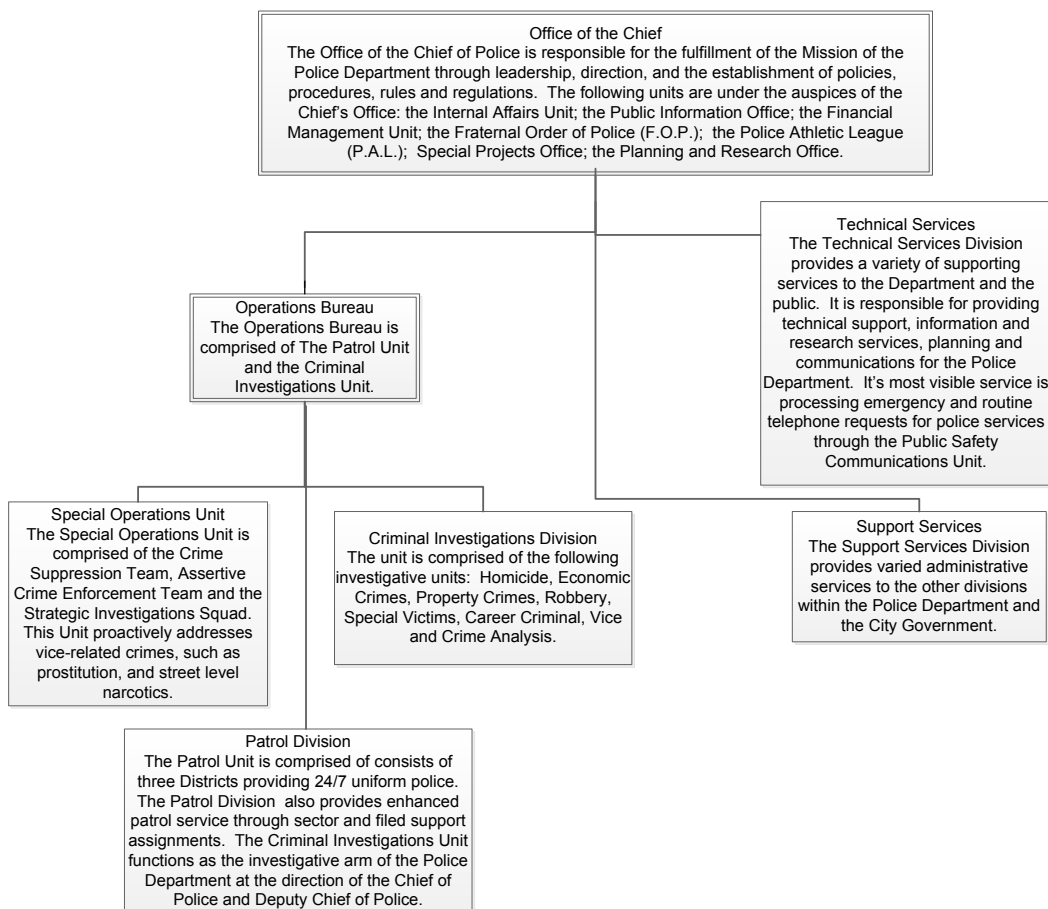 Office of the Chief
The Office of the Chief of Police is responsible for the fulfillment of the Mission of the
Police Department through leadership, direction, and the establishment of policies,
procedures, rules and regulations.  The following units are under the auspices of the
Chief's Office: the Internal Affairs Unit; the Public Information Office; the Financial
Management Unit; the Fraternal Order of Police (F.O.P.);  the Police Athletic League
(P.A.L.);  Special Projects Office; the Planning and Research Office.
Technical Services
The Technical Services Division
provides a variety of supporting
services to the Department and the
public.  It is responsible for providing
technical support, information and
research services, planning and
communications for the Police
Department.  It's most visible service is
processing emergency and routine
telephone requests for police services
through the Public Safety
Communications Unit.
Operations Bureau
The Operations Bureau is
comprised of The Patrol Unit
and the Criminal
Investigations Unit.
Special Operations Unit
The Special Operations Unit is
comprised of the Crime
Suppression Team, Assertive
Crime Enforcement Team and the
Strategic Investigations Squad.
This Unit proactively addresses
vice-related crimes, such as
prostitution, and street level
narcotics.
Criminal Investigations Division
The unit is comprised of the following
investigative units:  Homicide, Economic
Crimes, Property Crimes, Robbery,
Special Victims, Career Criminal, Vice
and Crime Analysis.
Support Services
The Support Services Division
provides varied administrative
services to the other divisions
within the Police Department and
the City Government.
Patrol Division
The Patrol Unit is comprised of consists of
three Districts providing 24/7 uniform police.
The Patrol Division  also provides enhanced
patrol service through sector and filed support
assignments.  The Criminal Investigations Unit
functions as the investigative arm of the Police
Department at the direction of the Chief of
Police and Deputy Chief of Police.